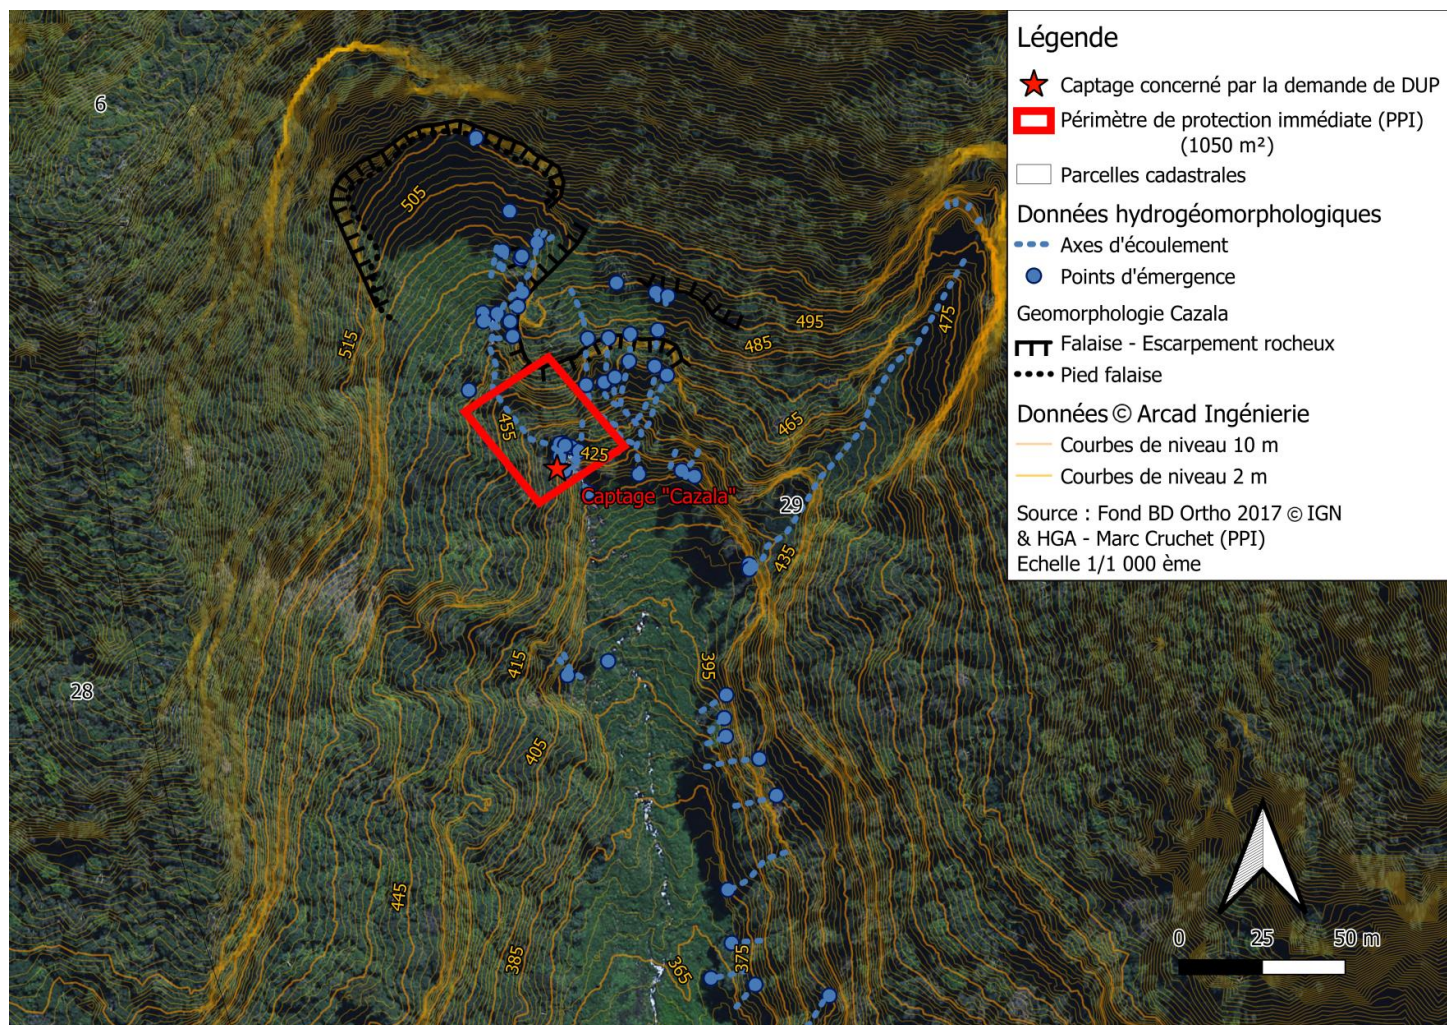 Légende
Captage concerné par la demande de DUP
Périmètre de protection immédiate (PPI)
(1050 m²)
Parcelles cadastrales
Données hydrogéomorphologiques
Axes d'écoulement
Points d'émergence
Geomorphologie Cazala
Falaise - Escarpement rocheux
Pied falaise
Données © Arcad Ingénierie
Courbes de niveau 10 m
Courbes de niveau 2 m
Source : Fond BD Ortho 2017 © IGN
& HGA - Marc Cruchet (PPI)
Echelle 1/1 000 ème
6
505
515
495
485
475
465
455
425
Captage "Cazala"
29
435
415
395
28
405
445
385
375
365
0 25 50 m